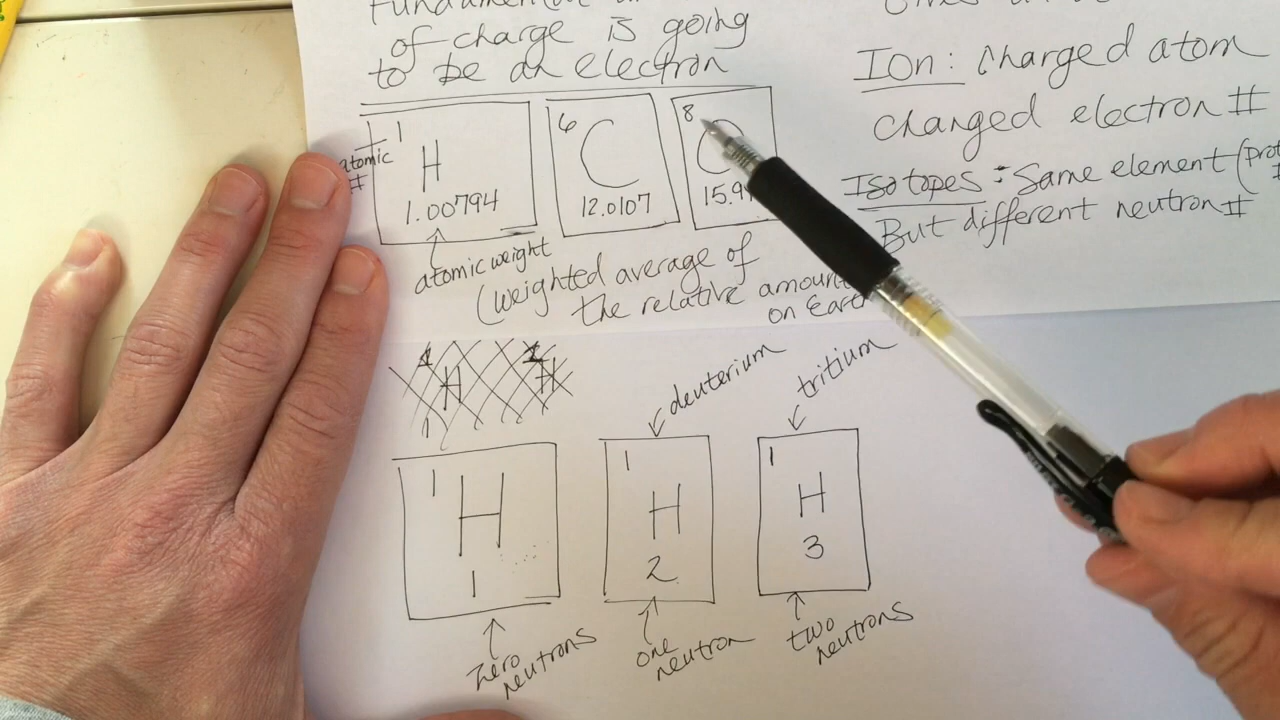 of charge is going
to be an electron
Ion: Charged atom
changed electron #
Isotopes: Same element
But different neutron #
atomic
#
1
H
1.00794
6
C
12.0107
8
15.9
atomic weight
(weighted average of
the relative amount
on Earth
deuterium
tritium
1
H
1
1
H
2
1
H
3
zero
neutrons
one
neutron
two
neutrons